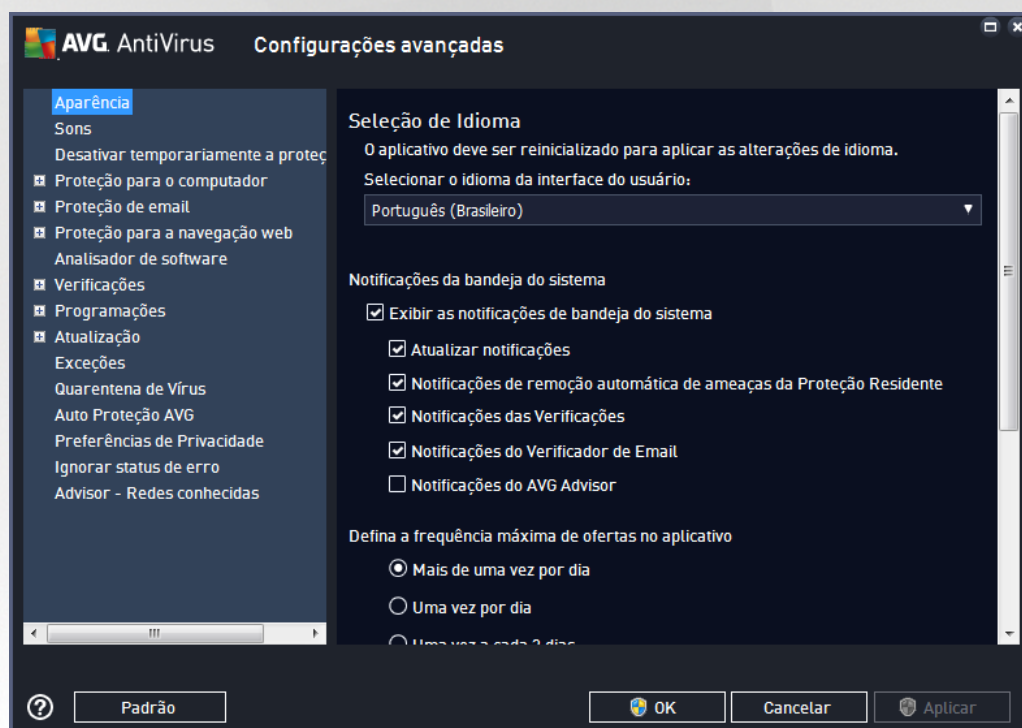 AVG. AntiVirus Configurações avançadas
Aparência
Sons
Desativar temporariamente a proteç
Proteção para o computador
Proteção de email
Proteção para a navegação web
Analisador de software
Verificações
Programações
Atualização
Exceções
Quarentena de Vírus
Auto Proteção AVG
Preferências de Privacidade
Ignorar status de erro
Advisor - Redes conhecidas
Seleção de Idioma
O aplicativo deve ser reinicializado para aplicar as alterações de idioma.
Selecionar o idioma da interface do usuário:
Português (Brasileiro)
Notificações da bandeja do sistema
Exibir as notificações de bandeja do sistema
Atualizar notificações
Notificações de remoção automática de ameaças da Proteção Residente
Notificações das Verificações
Notificações do Verificador de Email
Notificações do AVG Advisor
Defina a frequência máxima de ofertas no aplicativo
Mais de uma vez por dia
Uma vez por dia
Uma vez a cada 2 dias
? Padrão OK Cancelar Aplicar